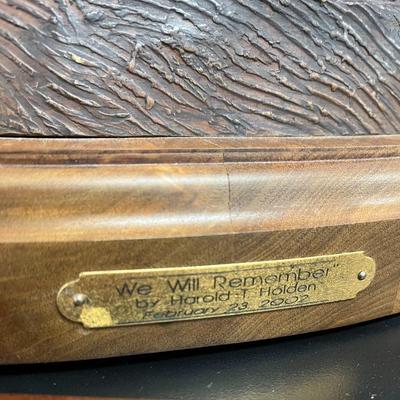 "We Will Remember"
by Harold T Holden
February 23, 2002